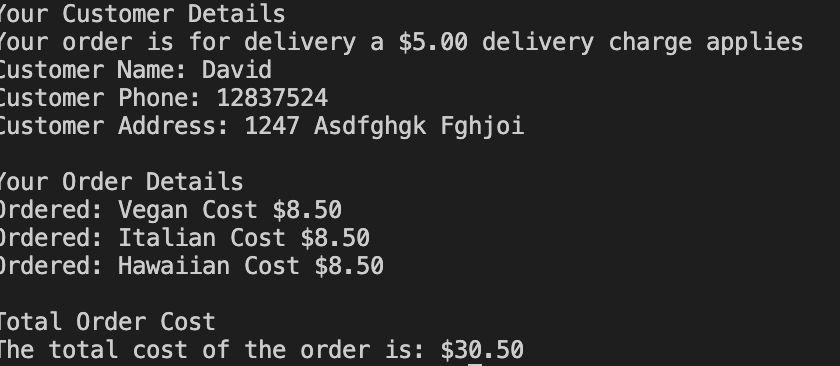 Your Customer Details
Your order is for delivery a $5.00 delivery charge applies
Customer Name: David
Customer Phone: 12837524
Customer Address: 1247 Asdfghgk Fghjoi
Your Order Details
Ordered: Vegan Cost $8.50
Ordered: Italian Cost $8.50
Ordered: Hawaiian Cost $8.50
Total Order Cost
The total cost of the order is: $30.50